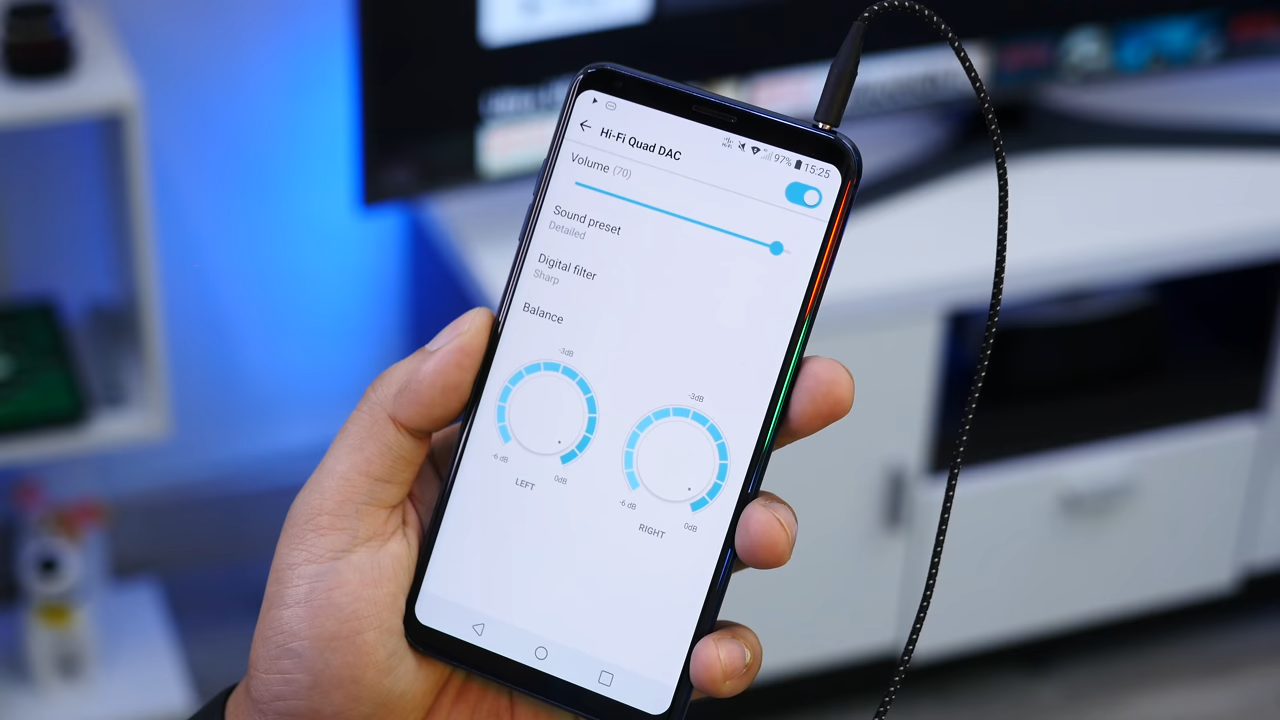 97% 15:25
Hi-Fi Quad DAC
Volume (70)
Sound preset
Detailed
Digital filter
Sharp
Balance
-3dB
-6 dB
0dB
LEFT
-3dB
-6 dB
0dB
RIGHT